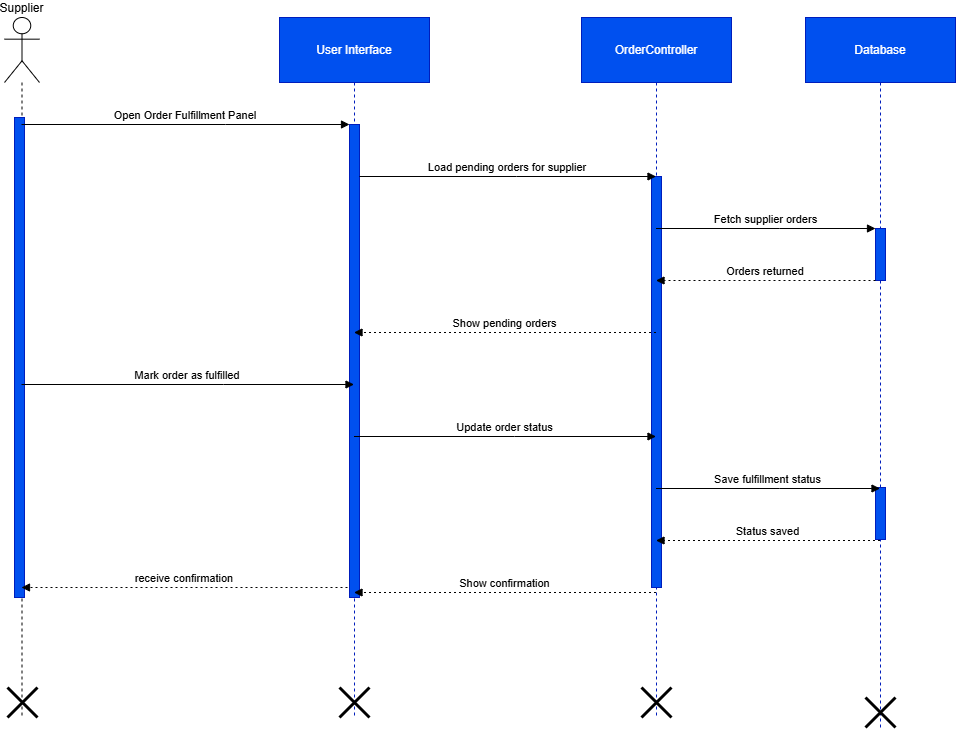 Supplier
User Interface
OrderController
Database
Open Order Fulfillment Panel
Load pending orders for supplier
Fetch supplier orders
Orders returned
Show pending orders
Mark order as fulfilled
Update order status
Save fulfillment status
Status saved
receive confirmation
Show confirmation